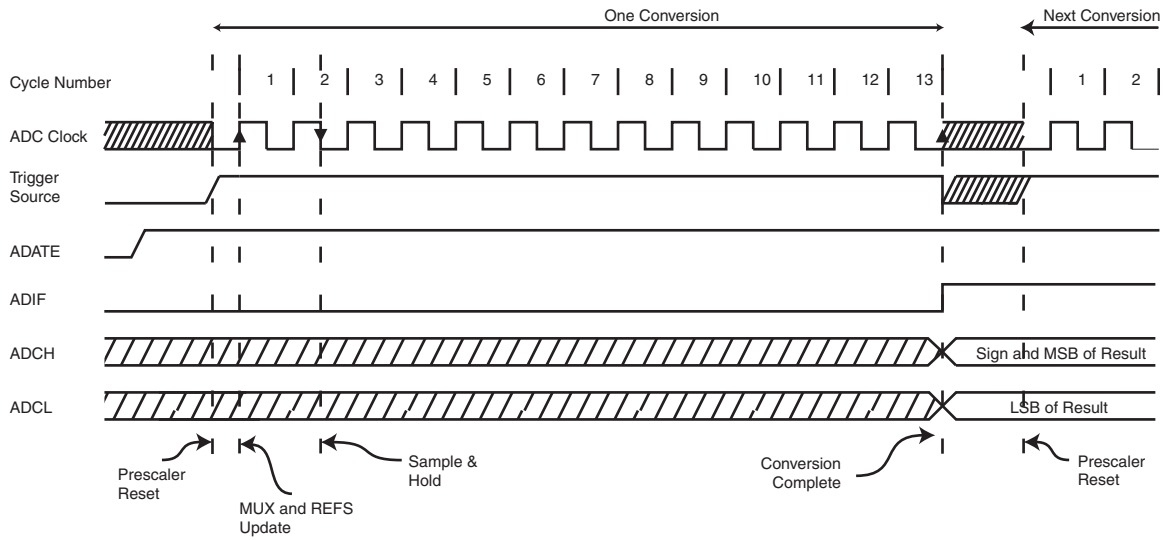 One Conversion
Next Conversion
Cycle Number
1 2 3 4 5 6 7 8 9 10 11 12 13 1 2
ADC Clock
Trigger
Source
ADATE
ADIF
ADCH
Sign and MSB of Result
ADCL
LSB of Result
Prescaler
Reset
MUX and REFS
Update
Sample &
Hold
Conversion
Complete
Prescaler
Reset